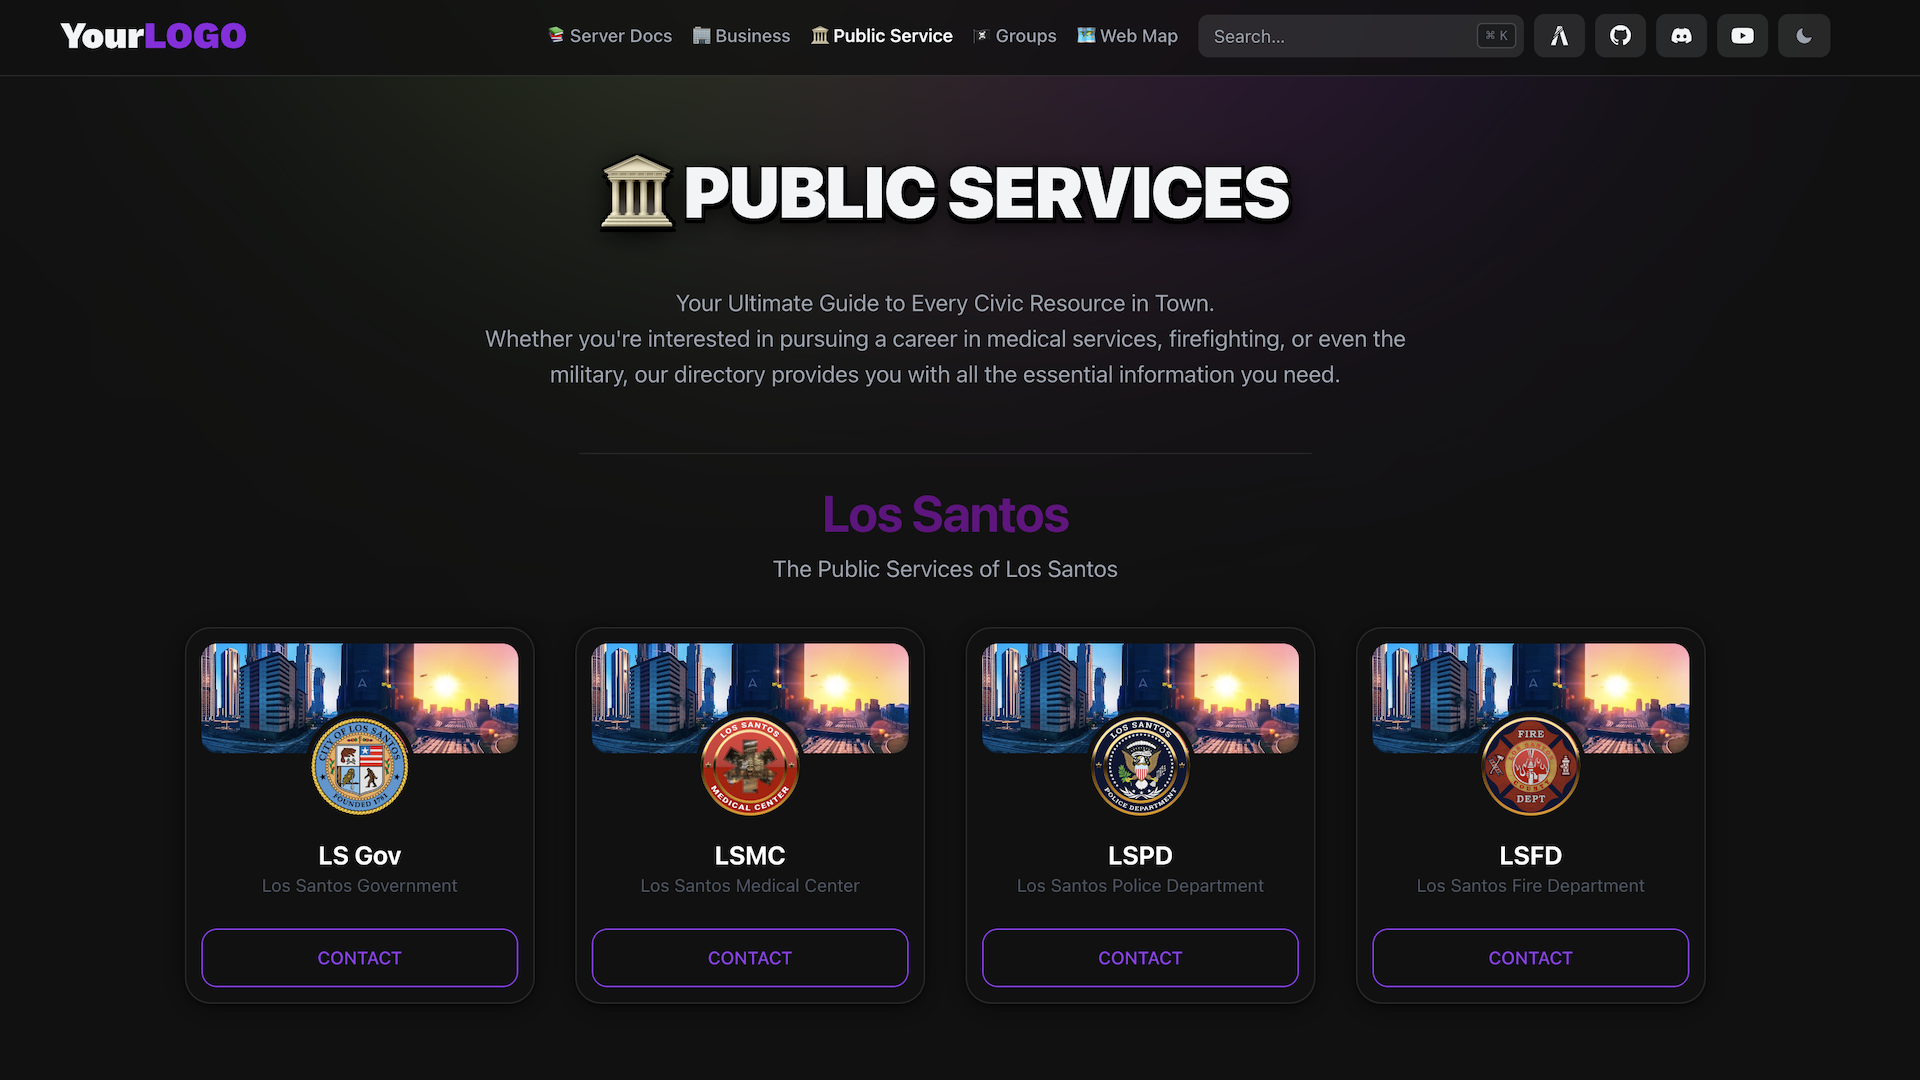 YourLOGO
Server Docs
Business
Public Service
Groups
Web Map
Search...
⌘ K
PUBLIC SERVICES
Your Ultimate Guide to Every Civic Resource in Town.
Whether you're interested in pursuing a career in medical services, firefighting, or even the
military, our directory provides you with all the essential information you need.
Los Santos
The Public Services of Los Santos
CITY OF LOS SANTOS
FOUNDED 1781
LS Gov
Los Santos Government
CONTACT
LOS SANTOS
MEDICAL CENTER
LSMC
Los Santos Medical Center
CONTACT
LOS SANTOS
POLICE DEPARTMENT
LSPD
Los Santos Police Department
CONTACT
FIRE
LOS SANTOS
COUNTY
DEPT
LSFD
Los Santos Fire Department
CONTACT